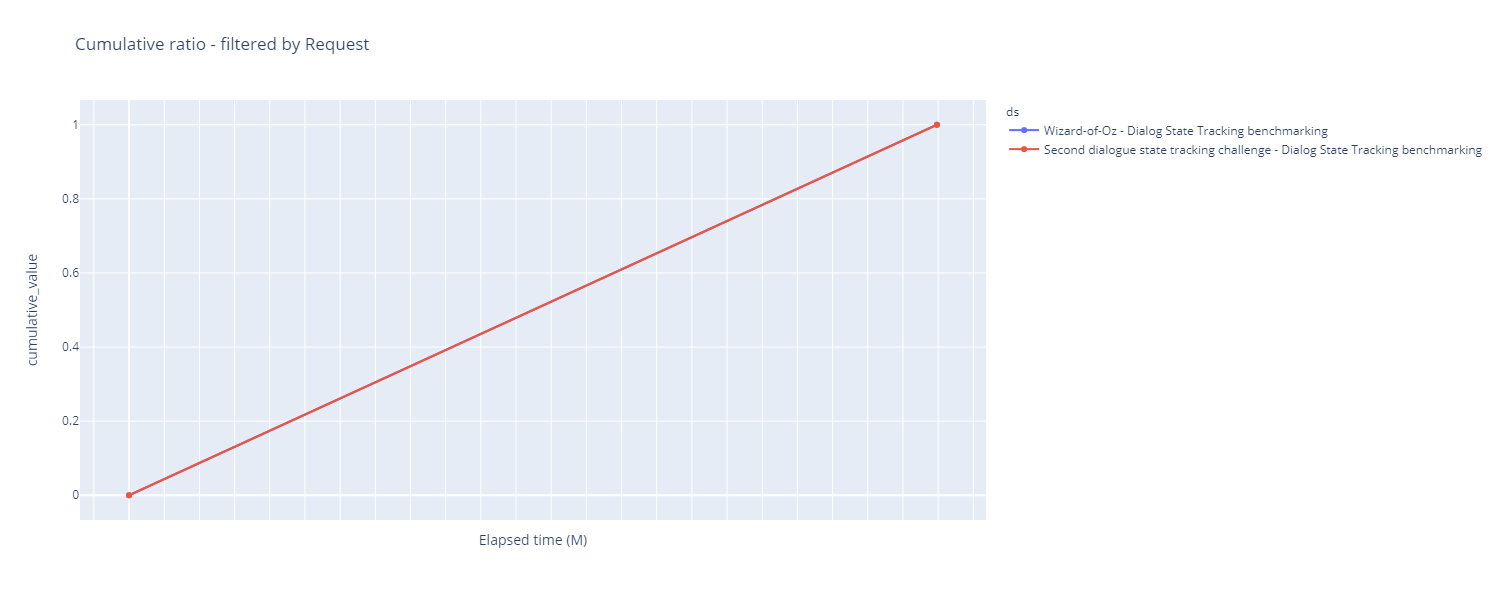 Cumulative ratio - filtered by Request
ds
Wizard-of-Oz - Dialog State Tracking benchmarking
Second dialogue state tracking challenge - Dialog State Tracking benchmarking
cumulative_value
1
0.8
0.6
0.4
0.2
0
Elapsed time (M)